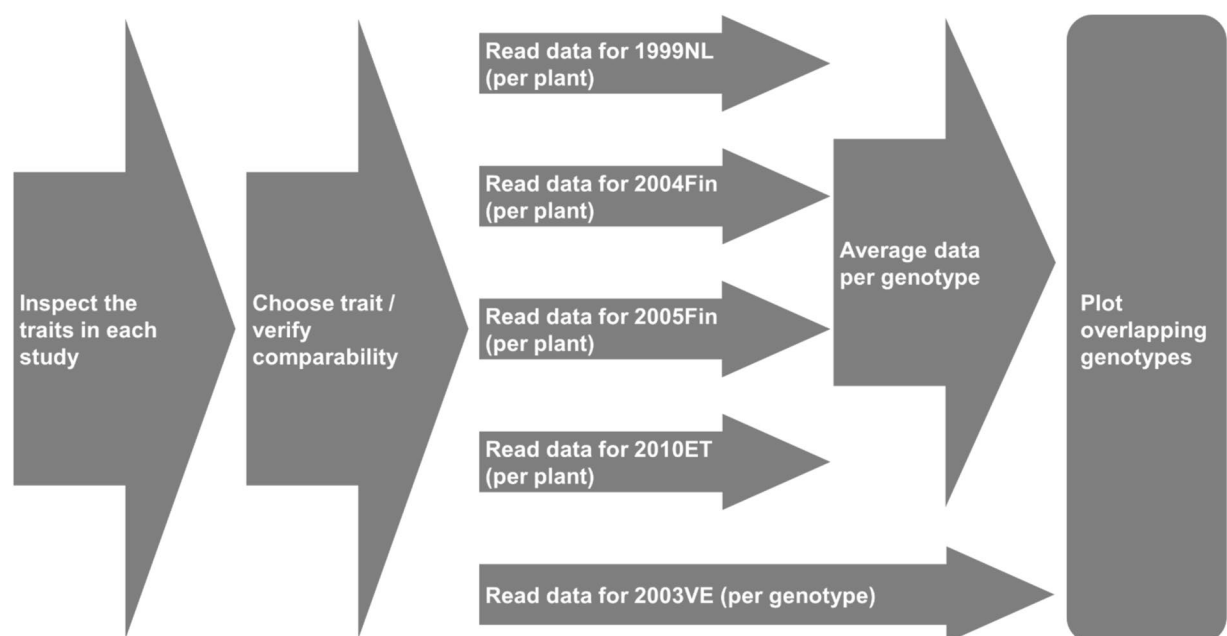 Inspect the
traits in each
study
Choose trait /
verify
comparability
Read data for 1999NL
(per plant)
Read data for 2004Fin
(per plant)
Read data for 2005Fin
(per plant)
Read data for 2010ET
(per plant)
Read data for 2003VE (per genotype)
Average data
per genotype
Plot
overlapping
genotypes